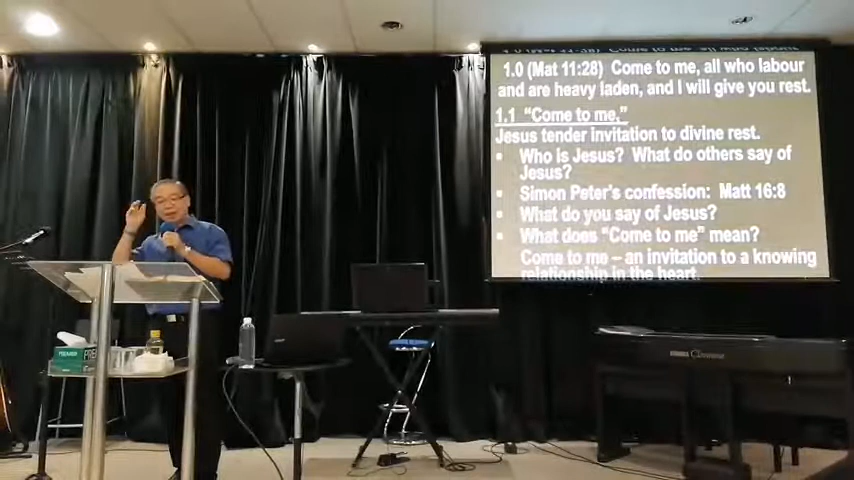 1.0 (Mat 11:28) Come to me, all who labour
and are heavy laden, and I will give you rest.
1.1 "Come to me,"
Jesus tender invitation to divine rest.
• Who is Jesus? What do others say of
Jesus?
• Simon Peter's confession: Matt 16:8
• What do you say of Jesus?
• What does "Come to me" mean?
Come to me – an invitation, to a knowing
relationship – in the heart
PREMIER